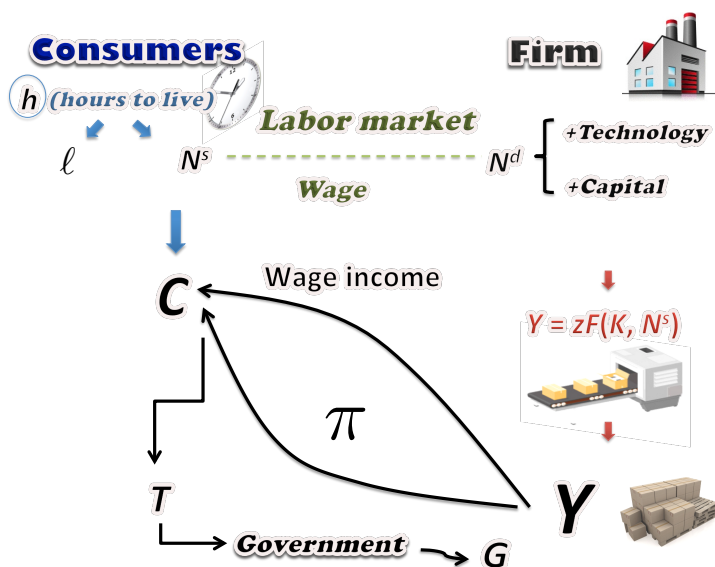 Consumers
Firm
h (hours to live)
Labor market
+Technology
ℓ
Nˢ
Nᵈ
Wage
+Capital
Wage income
C
Y = zF(K, Nˢ)
π
T
Y
Government
G